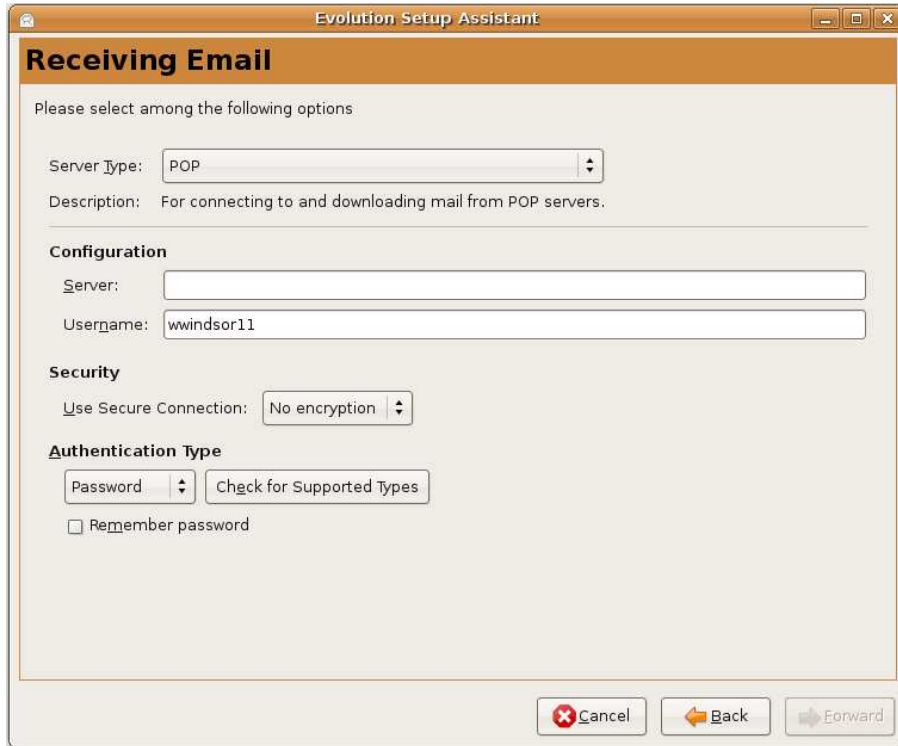 Evolution Setup Assistant
Receiving Email
Please select among the following options
Server Type: POP
Description: For connecting to and downloading mail from POP servers.
Configuration
Server:
Username: wwindsor11
Security
Use Secure Connection: No encryption
Authentication Type
Password Check for Supported Types
Remember password
Cancel Back Forward